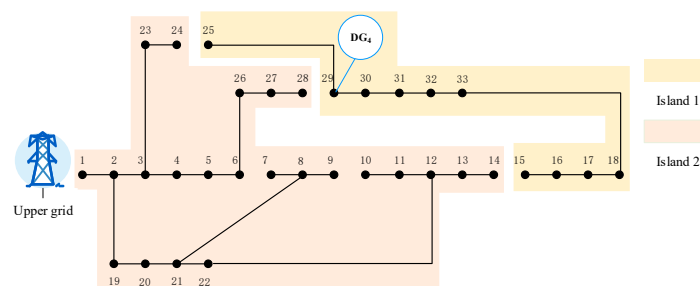 23 24 25
DG4
26 27 28 29 30 31 32 33
Island 1
1 2 3 4 5 6 7 8 9 10 11 12 13 14 15 16 17 18
Island 2
Upper grid
19 20 21 22